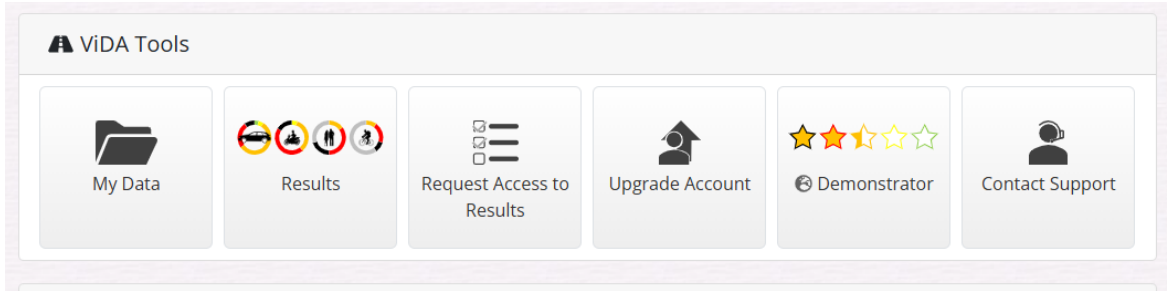 ViDA Tools
My Data
Results
Request Access to
Results
Upgrade Account
Demonstrator
Contact Support